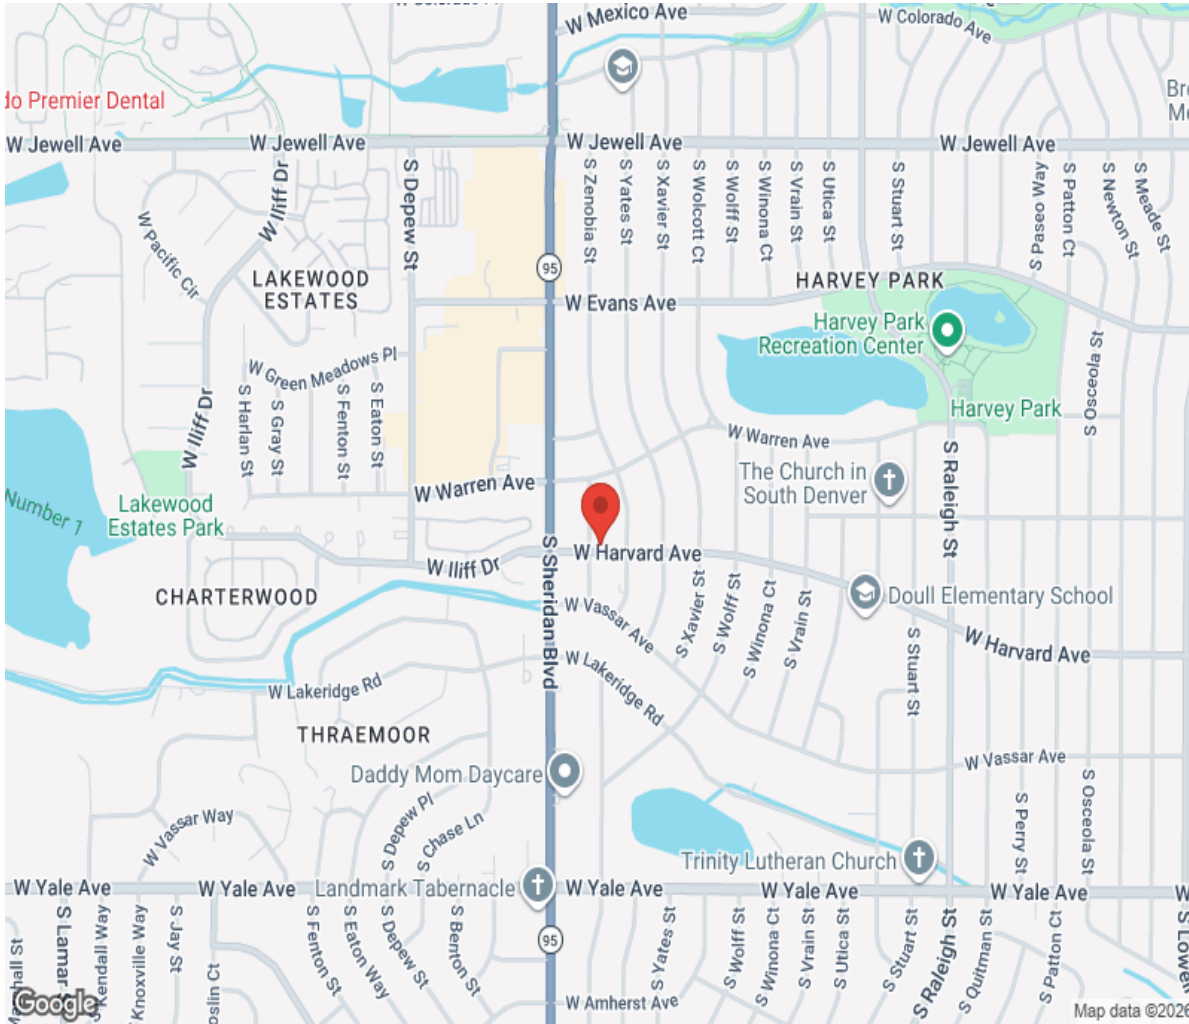 W Mexico Ave
W Colorado Ave
do Premier Dental
W Jewell Ave
W Jewell Ave
W Jewell Ave
W Jewell Ave
W Iliff Dr
S Depew St
S Zenobia St
S Yates St
S Xavier St
S Wolcott Ct
S Wolff St
S Winona Ct
S Vrain St
S Utica St
S Stuart St
S Paseo Way
S Patton Ct
S Newton St
S Meade St
W Pacific Cir
LAKEWOOD
ESTATES
95
HARVEY PARK
W Evans Ave
Harvey Park
Recreation Center
S Osceola St
W Green Meadows Pl
S Harlan St
S Gray St
S Fenton St
S Eaton St
W Iliff Dr
Harvey Park
W Warren Ave
S Raleigh St
The Church in
South Denver
W Warren Ave
Number 1
Lakewood
Estates Park
S Sheridan Blvd
W Harvard Ave
W Iliff Dr
CHARTERWOOD
W Vassar Ave
S Xavier St
S Wolff St
S Winona Ct
S Vrain St
Doull Elementary School
W Harvard Ave
S Stuart St
W Lakeridge Rd
W Lakeridge Rd
THRAEMOOR
W Vassar Ave
Daddy Mom Daycare
S Depew Pl
S Chase Ln
W Vassar Way
S Perry St
S Osceola St
Trinity Lutheran Church
W Yale Ave
W Yale Ave
Landmark Tabernacle
W Yale Ave
W Yale Ave
W Yale Ave
S Lamar S
S Kendall Way
W Knoxville Way
S Jay St
S Fenton St
S Eaton Way
S Depew St
S Benton St
95
S Yates St
S Wolff St
S Winona Ct
S Vrain St
S Utica St
S Stuart St
S Raleigh St
S Quitman St
S Patton Ct
S Lowell
oslin Ct
W Amherst Ave
Google
Map data ©2026